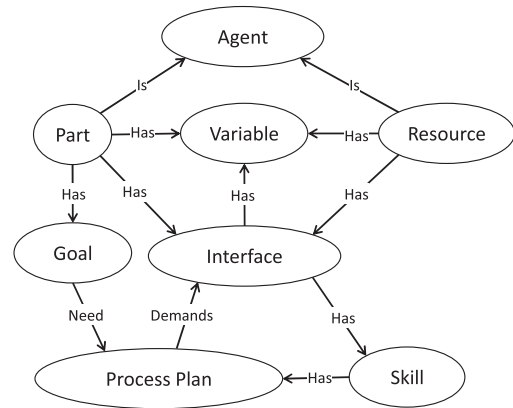 Agent
Is
Is
Part
Has
Variable
Has
Resource
Has
Has
Has
Has
Goal
Interface
Need
Demands
Has
Process Plan
Has
Skill